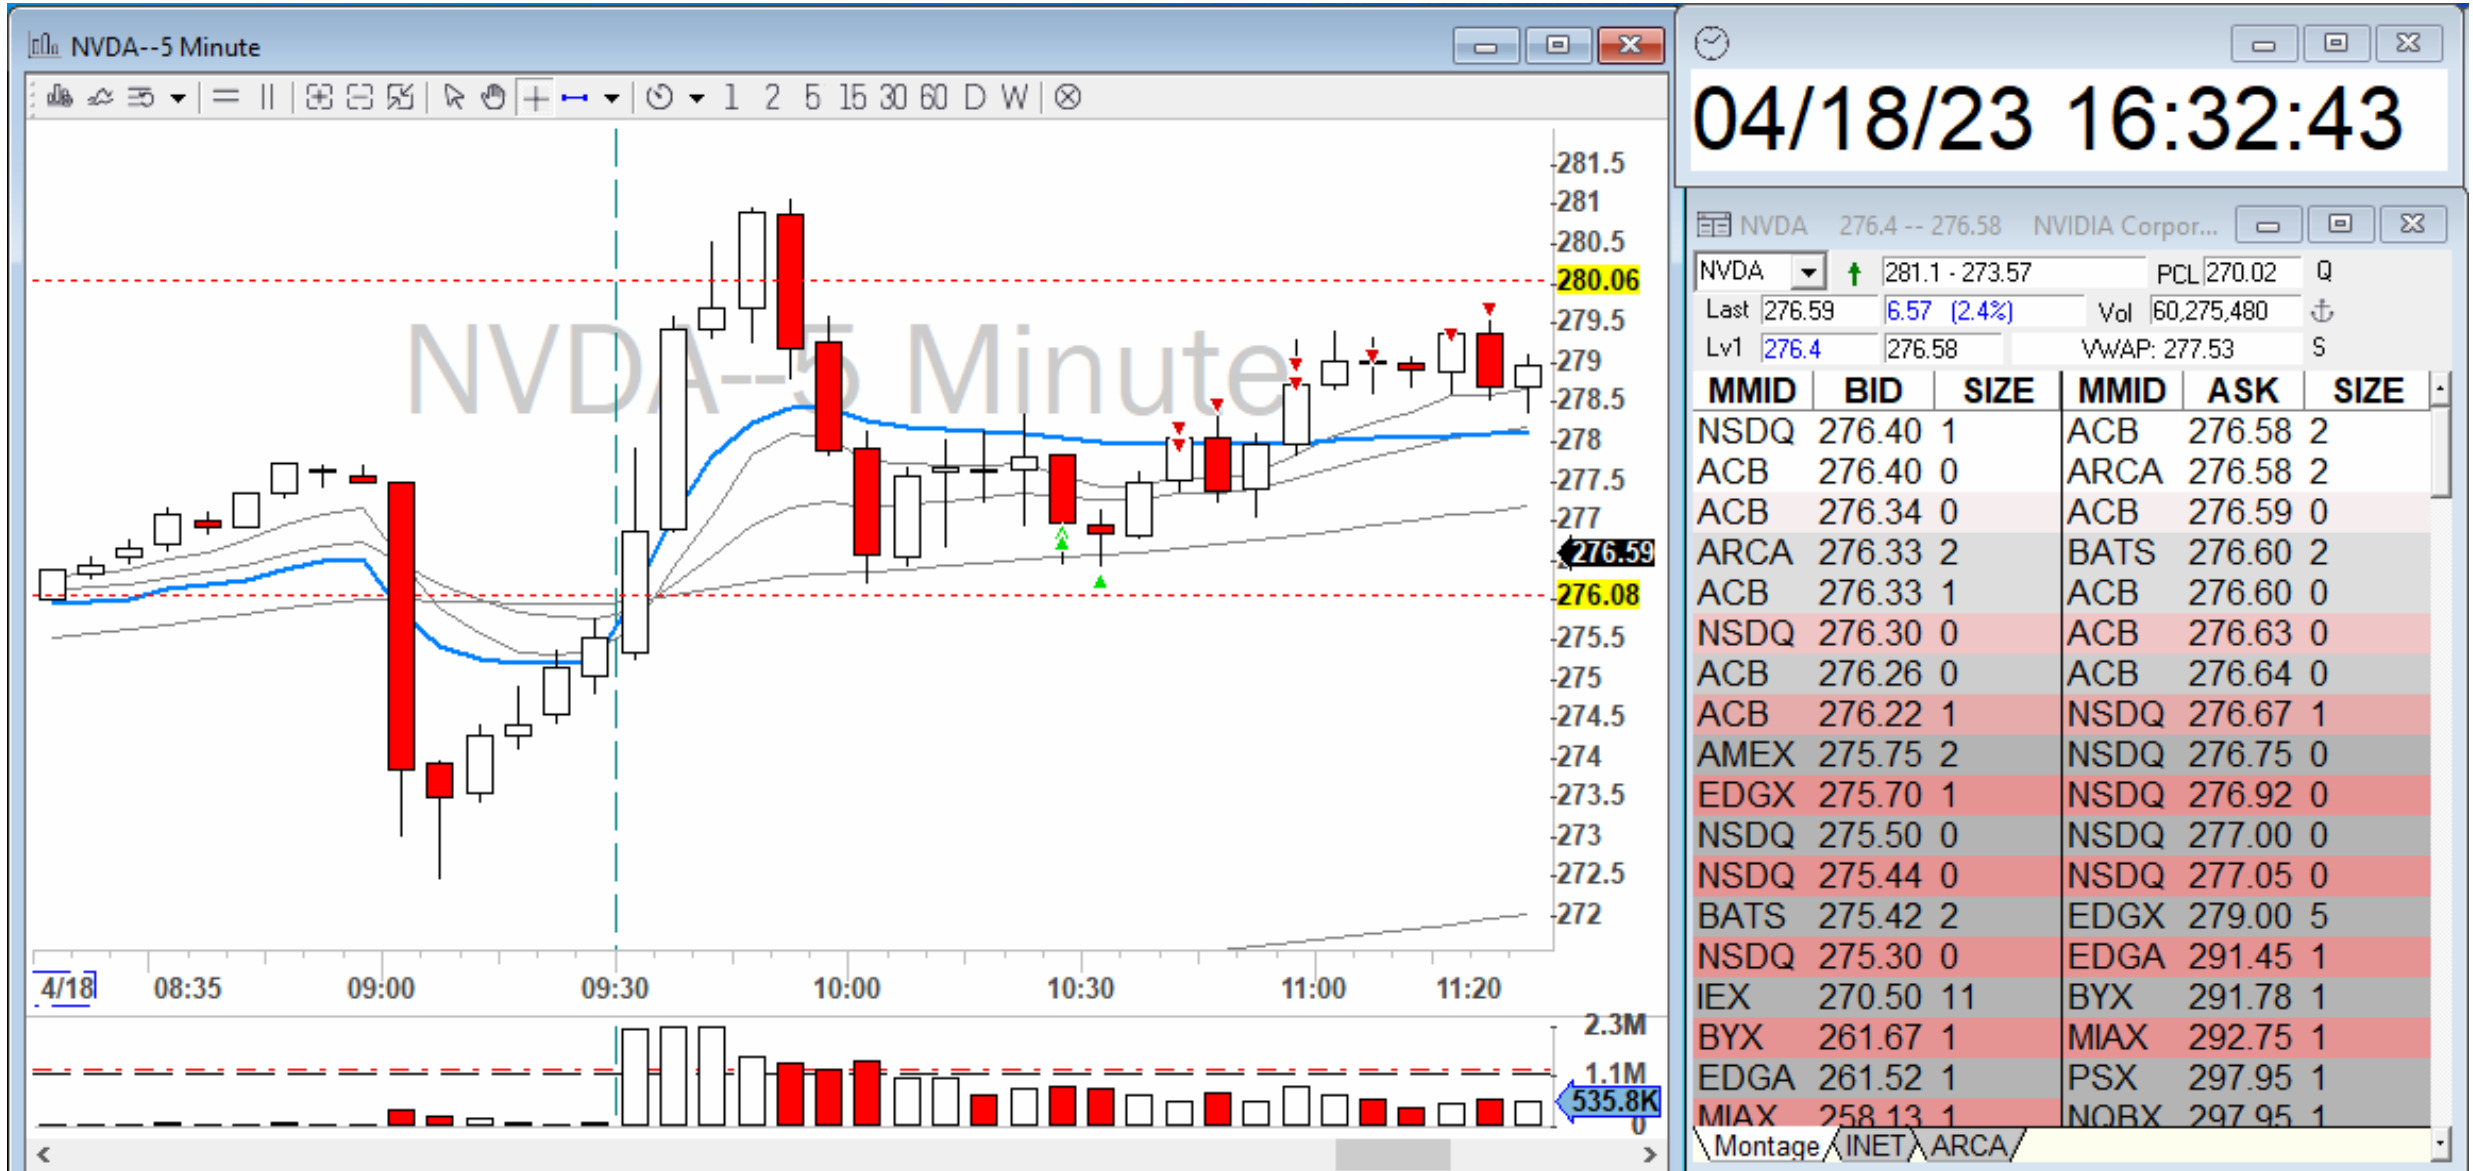 NVDA--5 Minute
1 2 5 15 30 60 D W
NVDA--5 Minute
281.5
281
280.5
280.06
279.5
279
278.5
278
277.5
277
276.59
276.08
275.5
275
274.5
274
273.5
273
272.5
272
4/18 08:35 09:00 09:30 10:00 10:30 11:00 11:20
2.3M
1.1M
535.8K
0
04/18/23 16:32:43
NVDA 276.4 -- 276.58 NVIDIA Corpor...
NVDA 281.1 - 273.57 PCL 270.02 Q
Last 276.59 6.57 (2.4%) Vol 60,275,480
Lv1 276.4 276.58 VWAP: 277.53 S
MMID BID SIZE MMID ASK SIZE
NSDQ 276.40 1 ACB 276.58 2
ACB 276.40 0 ARCA 276.58 2
ACB 276.34 0 ACB 276.59 0
ARCA 276.33 2 BATS 276.60 2
ACB 276.33 1 ACB 276.60 0
NSDQ 276.30 0 ACB 276.63 0
ACB 276.26 0 ACB 276.64 0
ACB 276.22 1 NSDQ 276.67 1
AMEX 275.75 2 NSDQ 276.75 0
EDGX 275.70 1 NSDQ 276.92 0
NSDQ 275.50 0 NSDQ 277.00 0
NSDQ 275.44 0 NSDQ 277.05 0
BATS 275.42 2 EDGX 279.00 5
NSDQ 275.30 0 EDGA 291.45 1
IEX 270.50 11 BYX 291.78 1
BYX 261.67 1 MIAX 292.75 1
EDGA 261.52 1 PSX 297.95 1
MIAX 258.13 1 NQBX 297.95 1
Montage INET ARCA